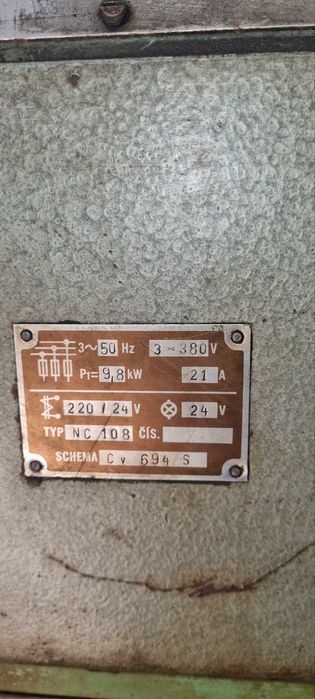 3~ 50 Hz 3×380 V
P1= 9,8 kW 21 A
220 / 24 V 24 V
TYP NC 108 ČÍS.
SCHEMA Cv 694 S